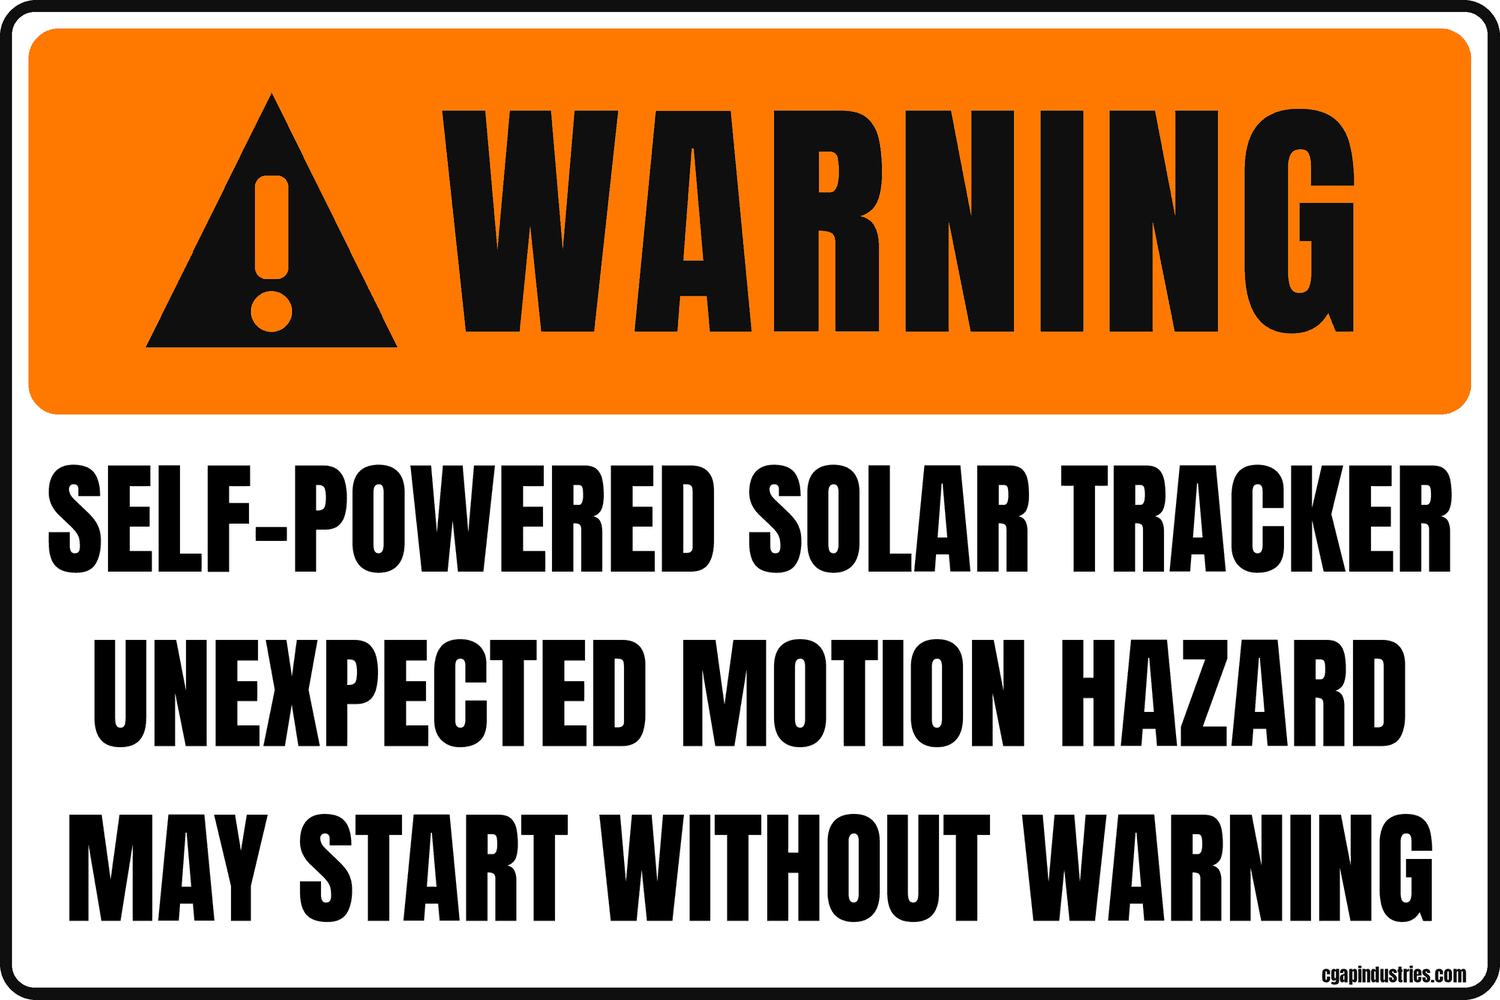 WARNING
SELF-POWERED SOLAR TRACKER
UNEXPECTED MOTION HAZARD
MAY START WITHOUT WARNING
cgapindustries.com